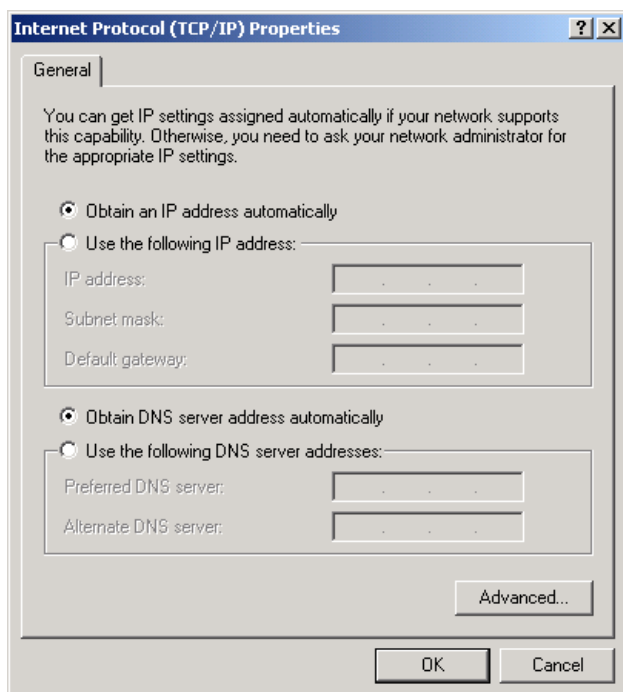 Internet Protocol (TCP/IP) Properties
General
You can get IP settings assigned automatically if your network supports
this capability. Otherwise, you need to ask your network administrator for
the appropriate IP settings.
Obtain an IP address automatically
Use the following IP address:
IP address:
Subnet mask:
Default gateway:
Obtain DNS server address automatically
Use the following DNS server addresses:
Preferred DNS server:
Alternate DNS server:
Advanced...
OK Cancel